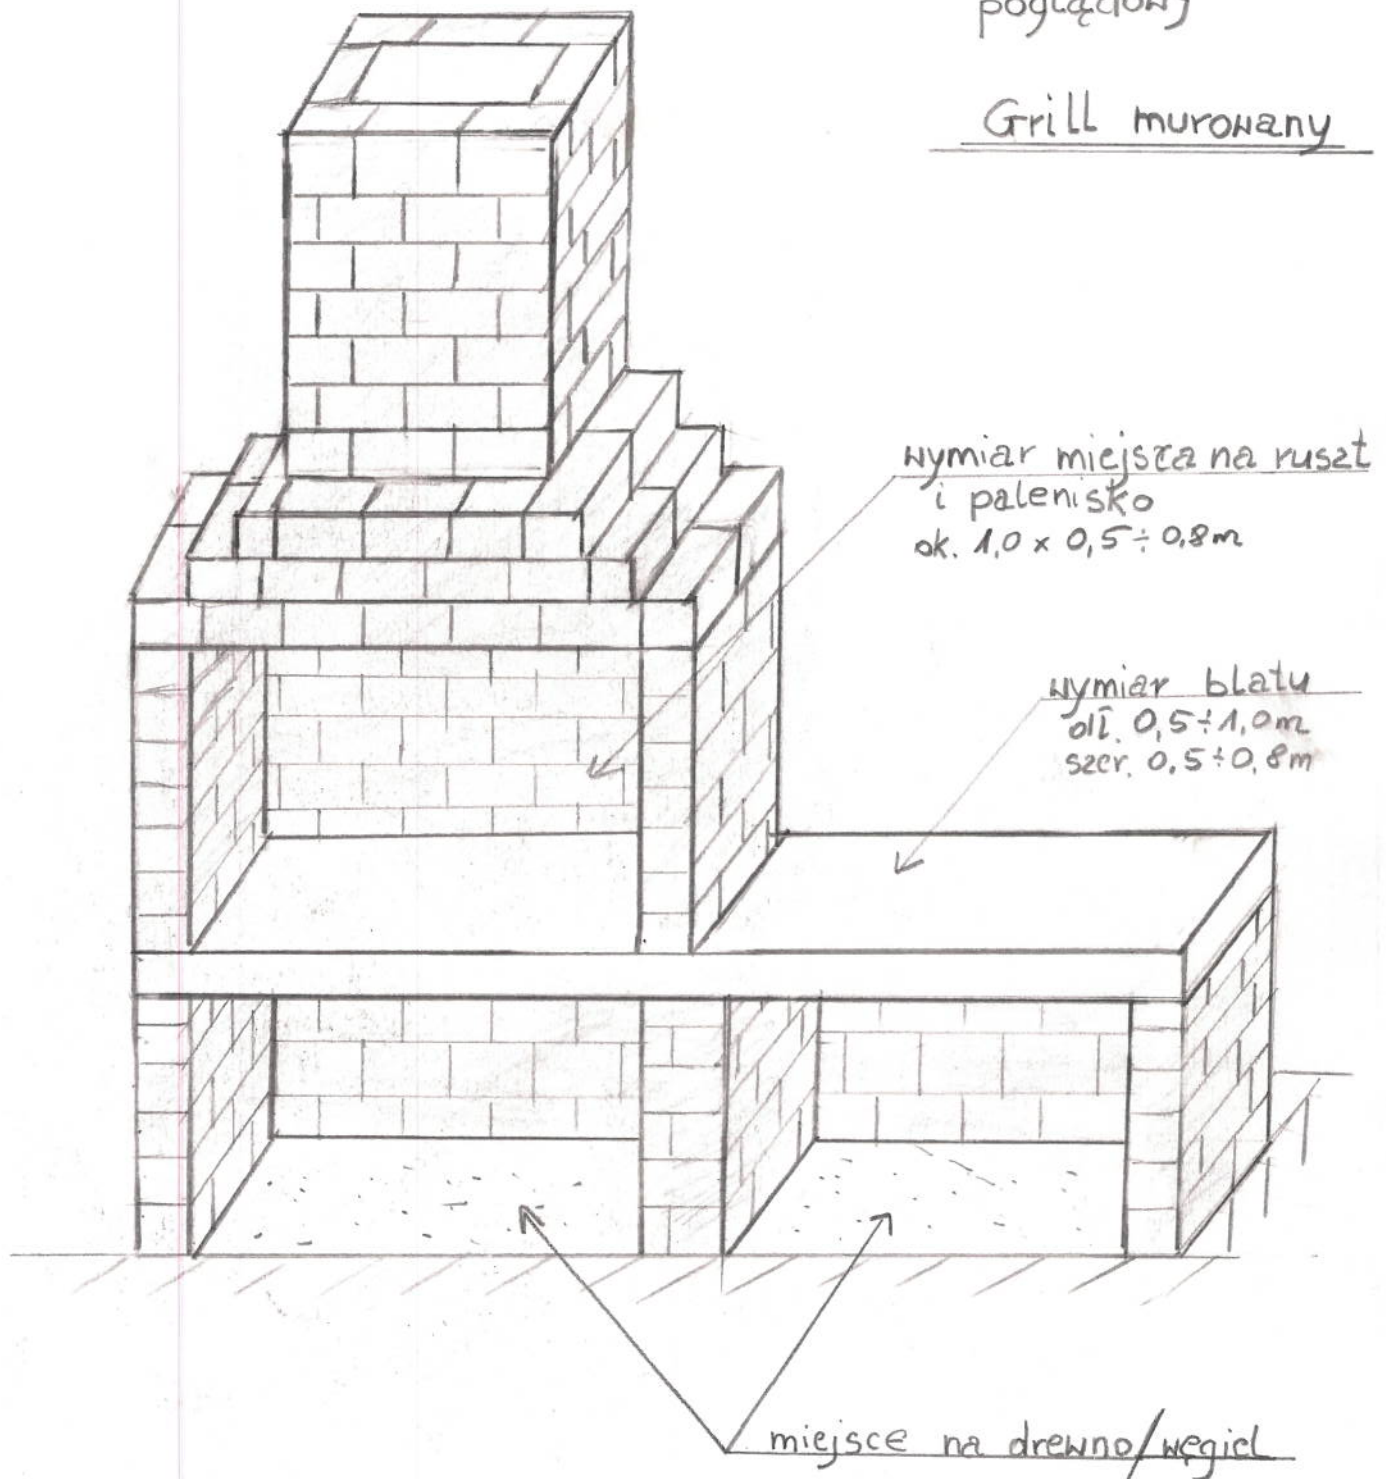 poglądowy
Grill murowany
wymiar miejsca na ruszt
i palenisko
ok. 1,0 x 0,5 ÷ 0,8m
wymiar blatu
dł. 0,5 ÷ 1,0m
szer. 0,5 ÷ 0,8m
miejsce na drewno/węgiel